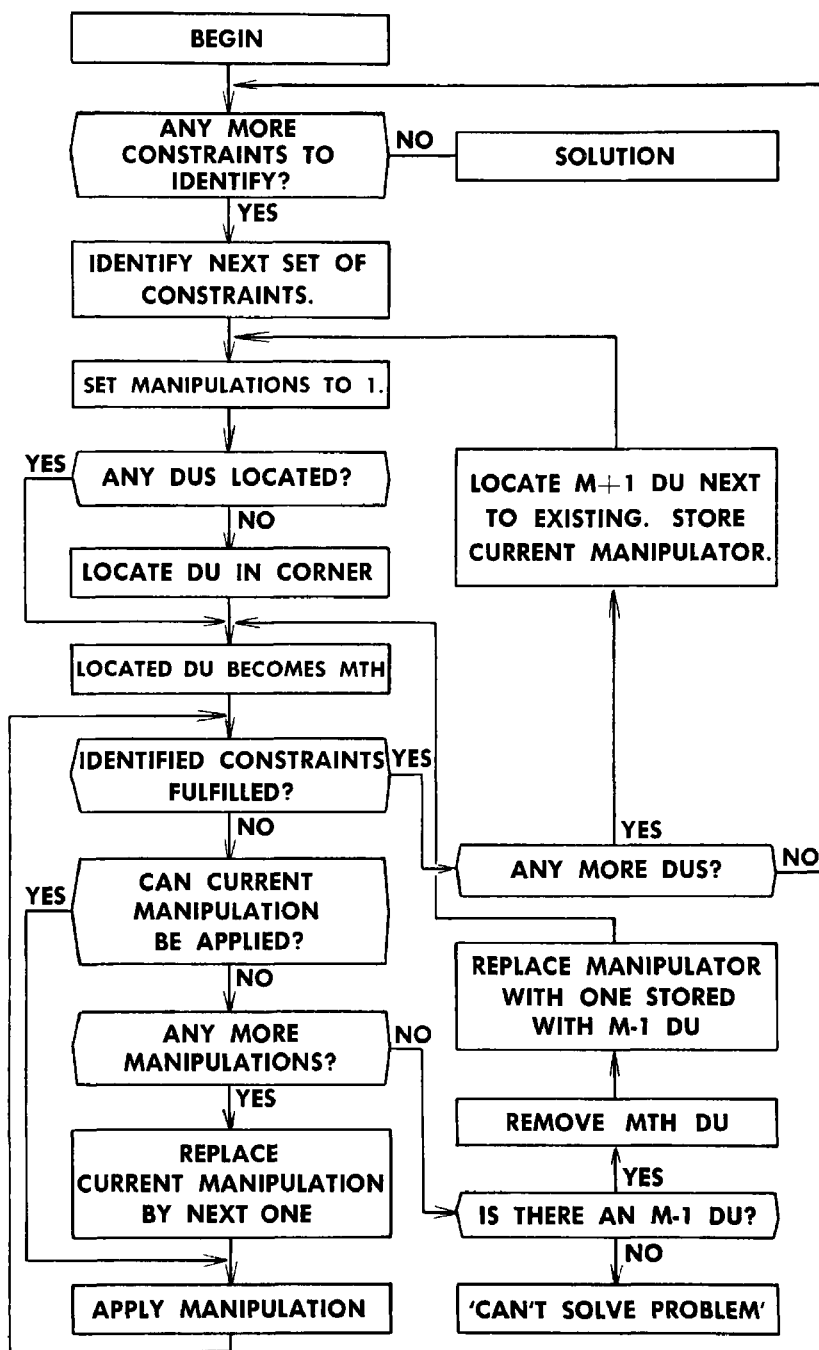 BEGIN
ANY MORE
CONSTRAINTS TO
IDENTIFY?
NO
SOLUTION
YES
IDENTIFY NEXT SET OF
CONSTRAINTS.
SET MANIPULATIONS TO 1.
YES
ANY DUS LOCATED?
NO
LOCATE DU IN CORNER
LOCATED DU BECOMES MTH
IDENTIFIED CONSTRAINTS
FULFILLED?
YES
NO
YES
CAN CURRENT
MANIPULATION
BE APPLIED?
NO
ANY MORE
MANIPULATIONS?
NO
YES
REPLACE
CURRENT MANIPULATION
BY NEXT ONE
APPLY MANIPULATION
LOCATE M+1 DU NEXT
TO EXISTING. STORE
CURRENT MANIPULATOR.
YES
ANY MORE DUS?
NO
REPLACE MANIPULATOR
WITH ONE STORED
WITH M-1 DU
REMOVE MTH DU
YES
IS THERE AN M-1 DU?
NO
'CAN'T SOLVE PROBLEM'